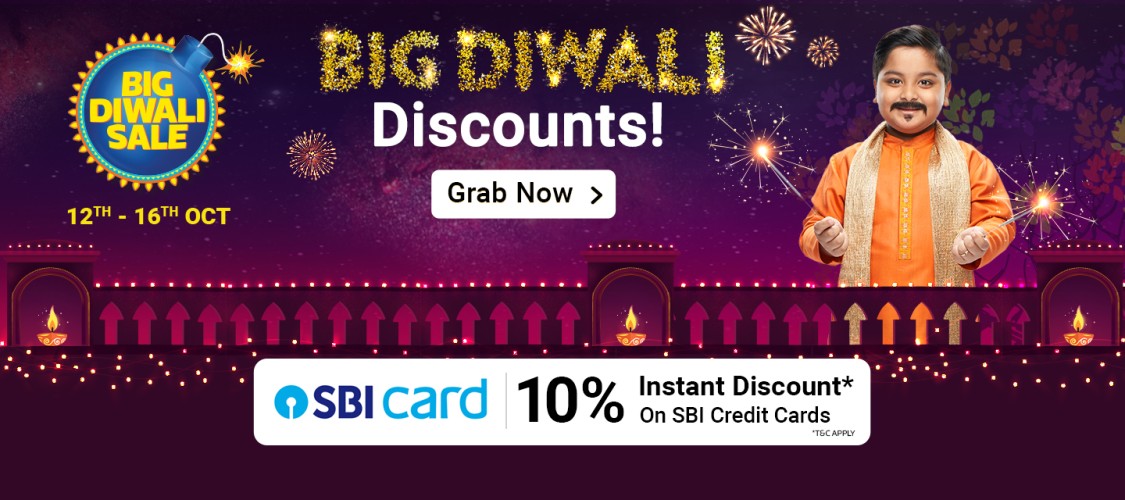 BIG
DIWALI
SALE
12TH - 16TH OCT
BIG DIWALI
Discounts!
Grab Now
SBI card
10%
Instant Discount*
On SBI Credit Cards
*T&C APPLY